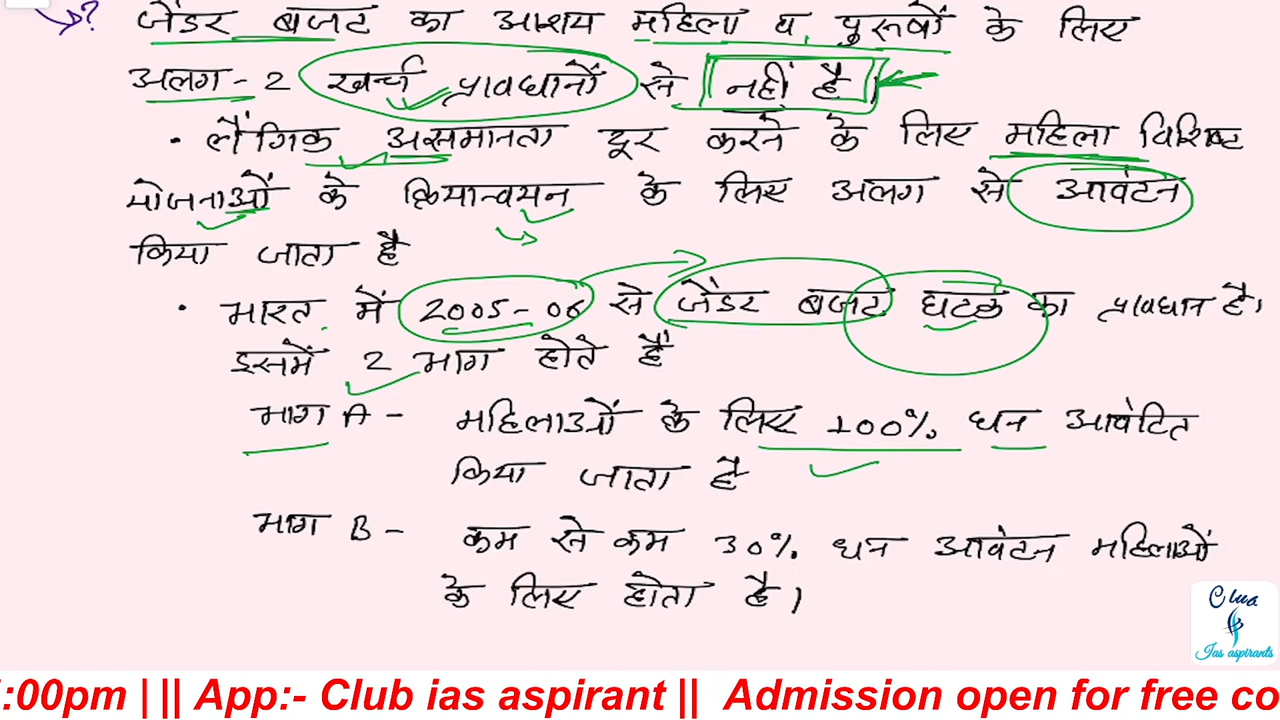 जेंडर बजट का आशय महिला व पुरूषों के लिए
अलग-2 खर्च प्रावधानों से नहीं है।
• लैंगिक असमानता दूर करने के लिए महिला विशिष्ट
योजनाओं के क्रियान्वयन के लिए अलग से आवंटन
किया जाता है
• भारत में 2005-06 से जेंडर बजट घटक का प्रावधान है।
इसमें 2 भाग होते हैं
भाग A - महिलाओं के लिए 100% धन आवंटित
किया जाता है
भाग B - कम से कम 30% धन आवंटन महिलाओं
के लिए होता है।
Club
Ias aspirants
:00pm | || App:- Club ias aspirant || Admission open for free co